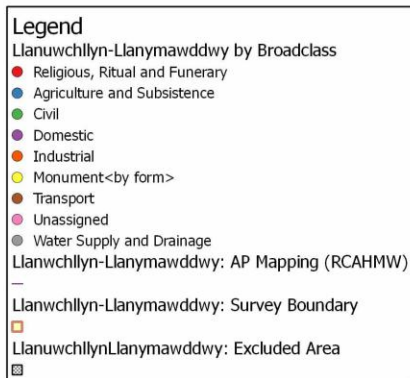 Legend
Llanuwchllyn-Llanymawddwy by Broadclass
Religious, Ritual and Funerary
Agriculture and Subsistence
Civil
Domestic
Industrial
Monument<by form>
Transport
Unassigned
Water Supply and Drainage
Llanwchllyn-Llanymawddwy: AP Mapping (RCAHMW)
Llanwchllyn-Llanymawddwy: Survey Boundary
LlanuwchllynLlanymawddwy: Excluded Area